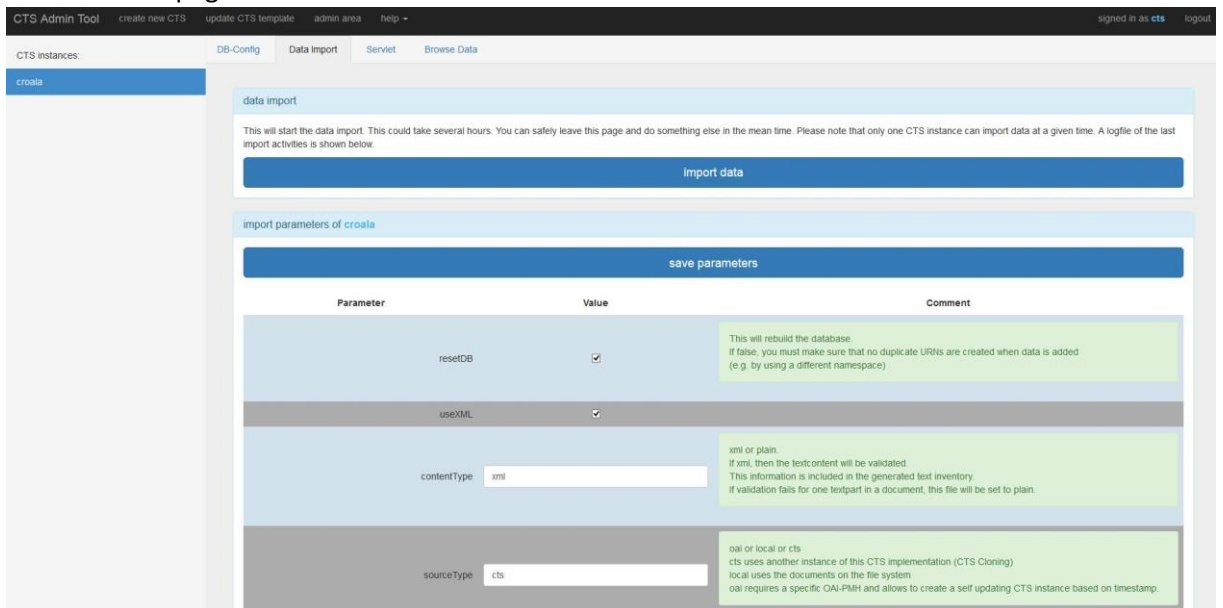 CTS Admin Tool create new CTS update CTS template admin area help signed in as cts logout
CTS instances:
DB-Config Data Import Servlet Browse Data
croala
data import
This will start the data import. This could take several hours. You can safely leave this page and do something else in the mean time. Please note that only one CTS instance can import data at a given time. A logfile of the last
import activities is shown below.
import data
import parameters of croala
save parameters
Parameter Value Comment
resetDB
This will rebuild the database.
If false, you must make sure that no duplicate URNs are created when data is added
(e.g. by using a different namespace)
useXML
contentType xml
xml or plain.
If xml, then the textcontent will be validated.
This information is included in the generated text inventory.
If validation fails for one textpart in a document, this file will be set to plain.
sourceType cts
oai or local or cts
cts uses another instance of this CTS implementation (CTS Cloning)
local uses the documents on the file system
oai requires a specific OAI-PMH and allows to create a self updating CTS instance based on timestamp.